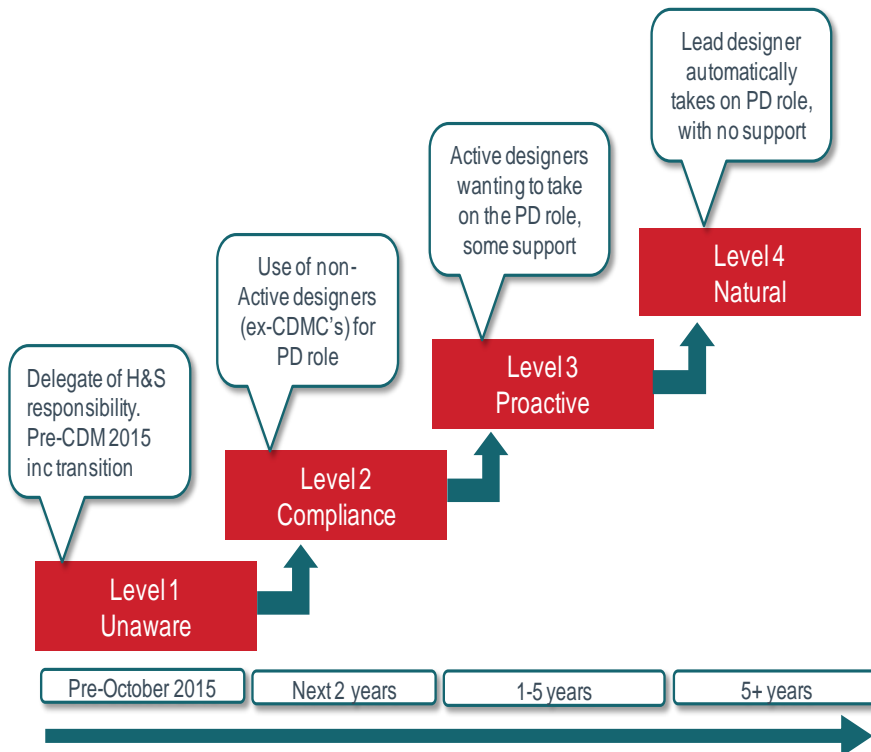 Lead designer
automatically
takes on PD role,
with no support
Active designers
wanting to take
on the PD role,
some support
Level 4
Natural
Use of non-
Active designers
(ex-CDMC's) for
PD role
Level 3
Proactive
Delegate of H&S
responsibility.
Pre-CDM 2015
inc transition
Level 2
Compliance
Level 1
Unaware
Pre-October 2015
Next 2 years
1-5 years
5+ years